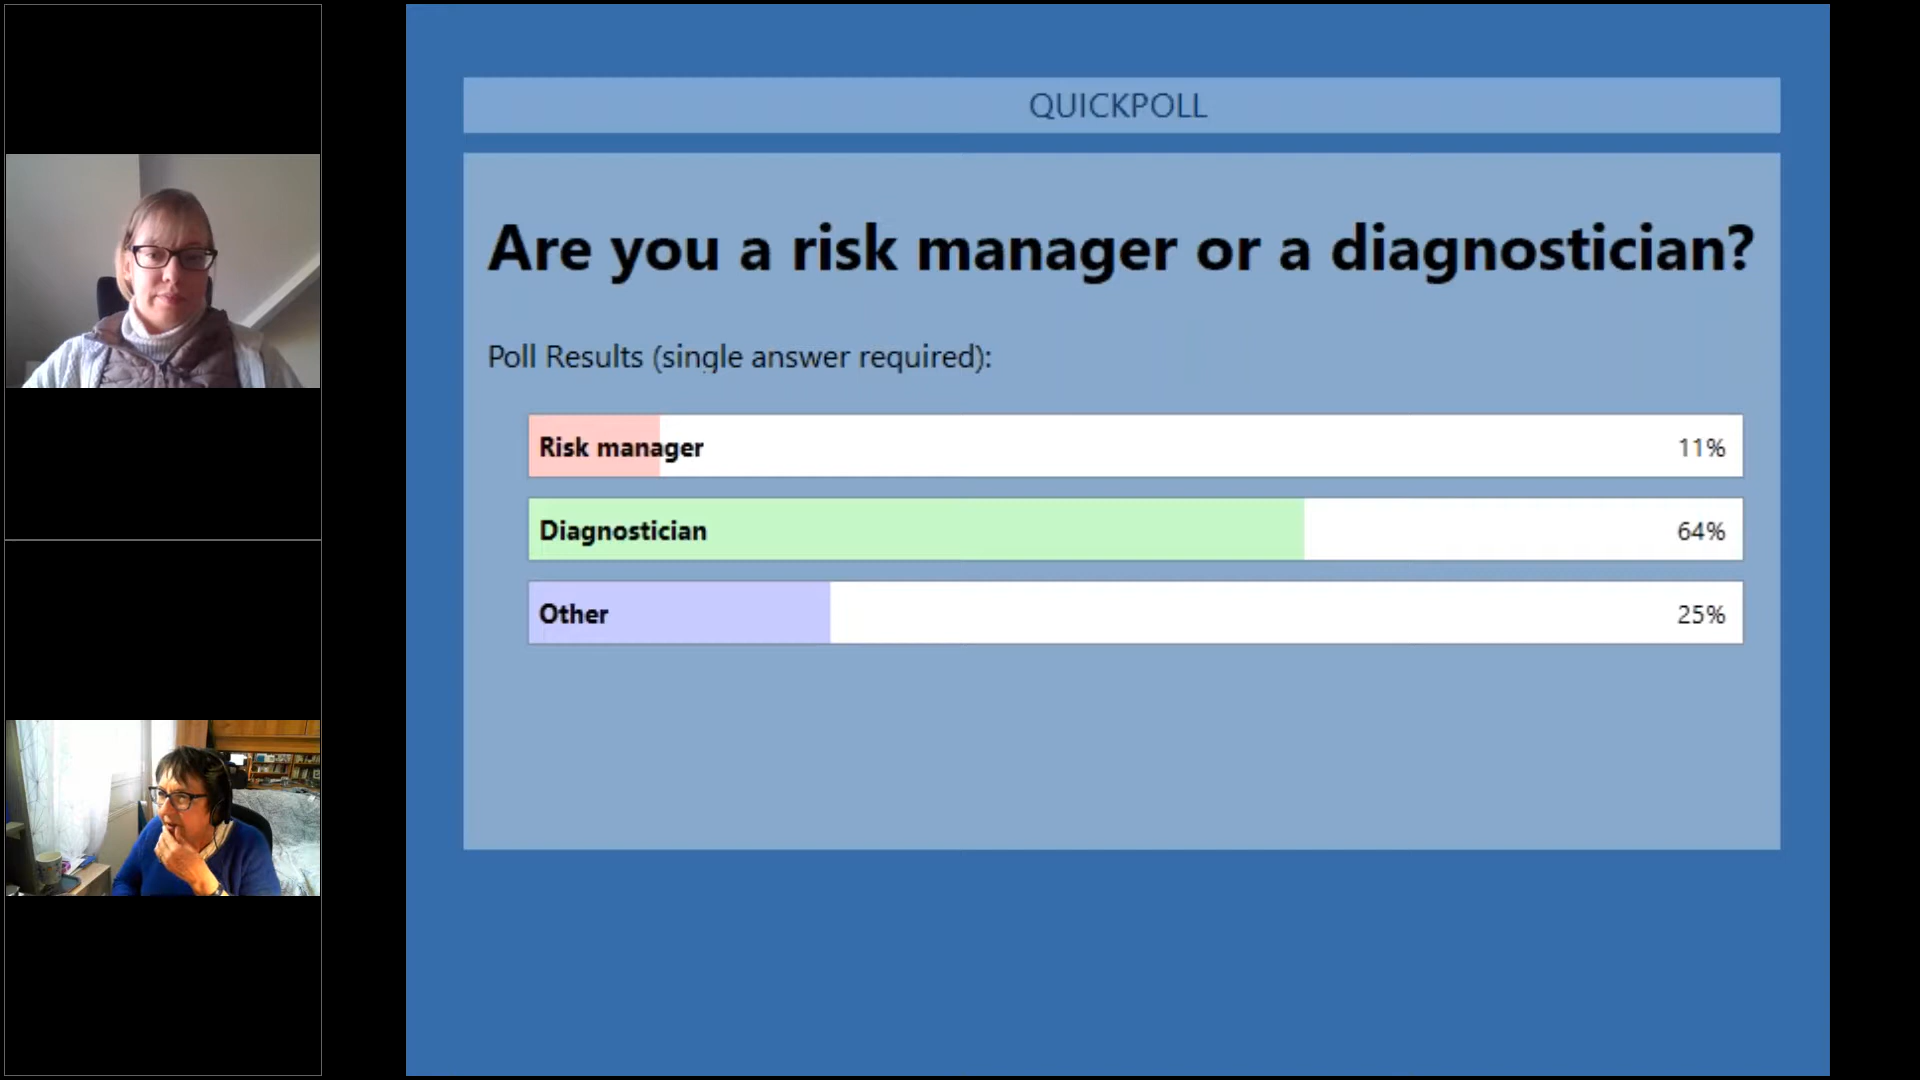 QUICKPOLL
Are you a risk manager or a diagnostician?
Poll Results (single answer required):
Risk manager 11%
Diagnostician 64%
Other 25%